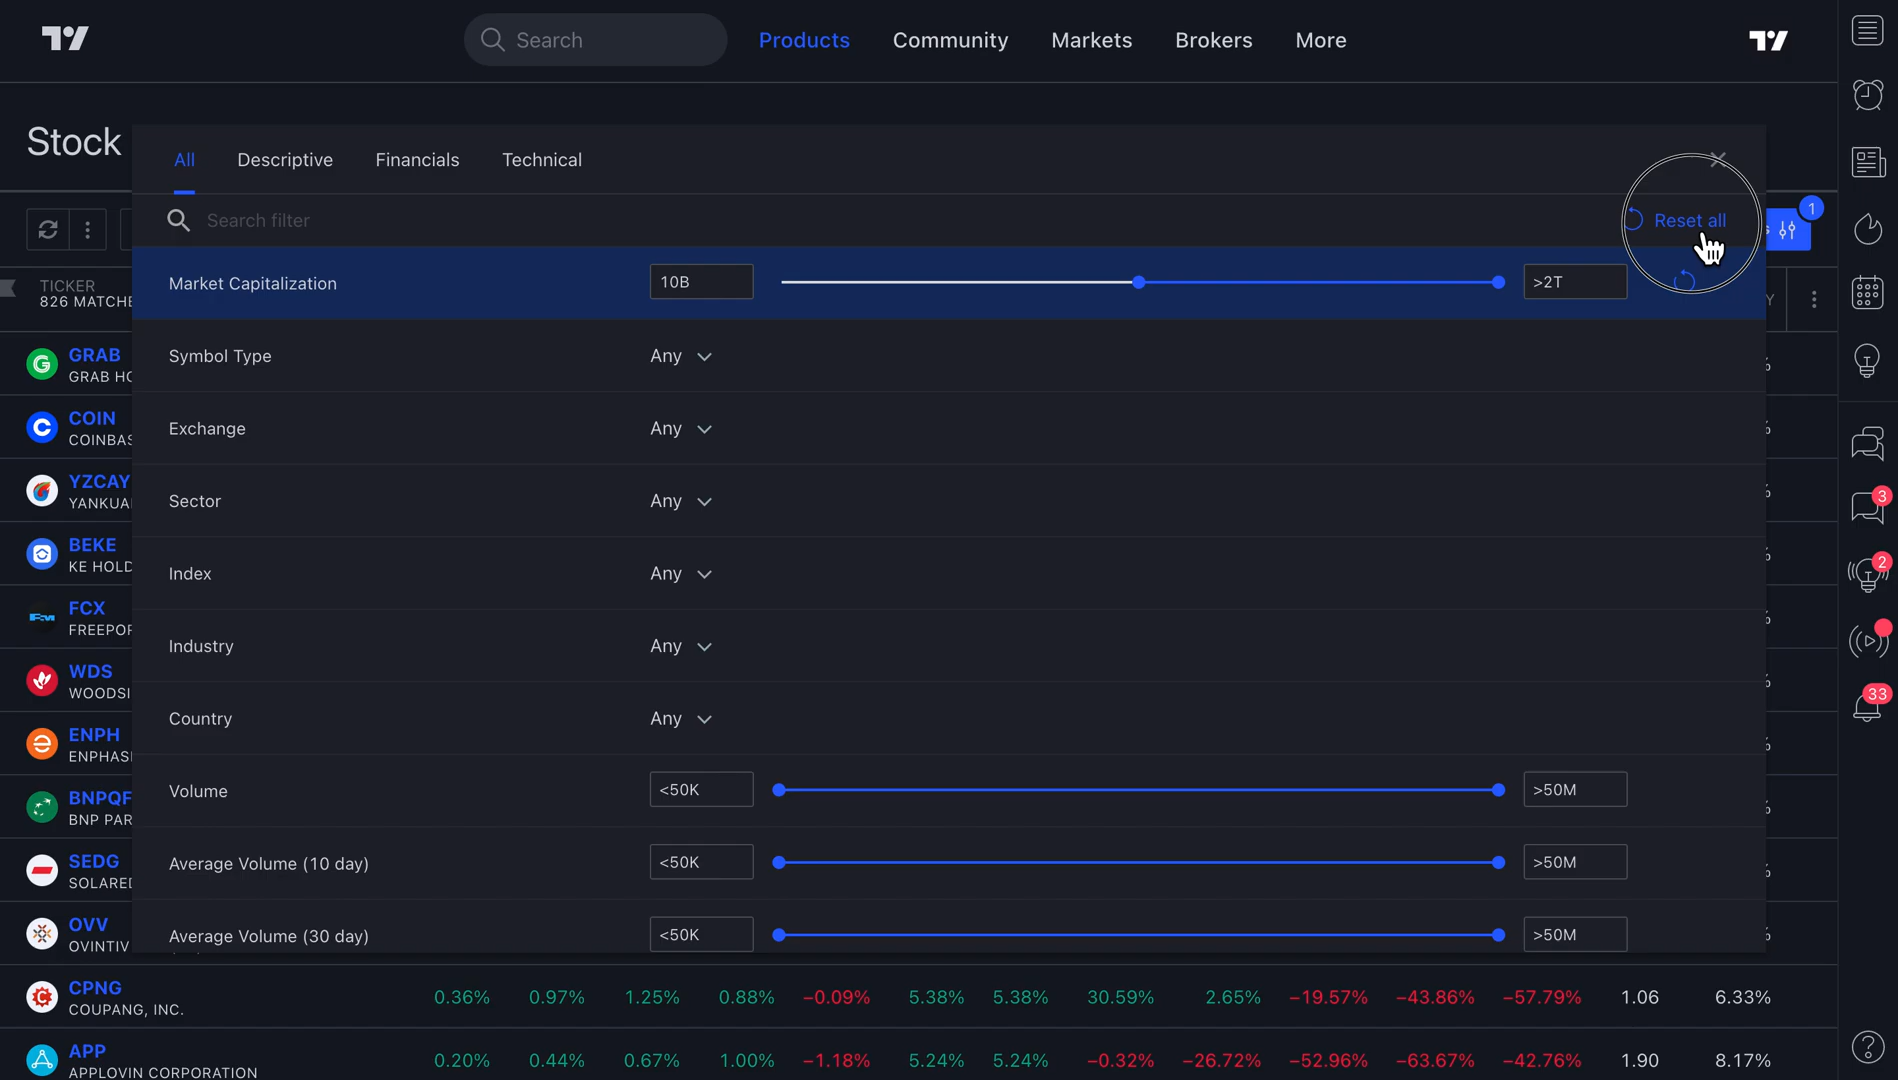 Search
Products
Community
Markets
Brokers
More
Stock
All
Descriptive
Financials
Technical
Search filter
Reset all
1
TICKER
826 MATCHE
Y
Market Capitalization
10B
>2T
GRAB
GRAB HO
Symbol Type
Any
COIN
COINBAS
Exchange
Any
YZCAY
YANKUA
Sector
Any
BEKE
KE HOLD
Index
Any
FCX
FREEPOR
Industry
Any
WDS
WOODSI
Country
Any
ENPH
ENPHAS
Volume
<50K
>50M
BNPQF
BNP PAR
Average Volume (10 day)
<50K
>50M
SEDG
SOLARED
Average Volume (30 day)
<50K
>50M
OVV
OVINTIV
CPNG
COUPANG, INC.
0.36% 0.97% 1.25% 0.88% −0.09% 5.38% 5.38% 30.59% 2.65% −19.57% −43.86% −57.79% 1.06 6.33%
APP
APPLOVIN CORPORATION
0.20% 0.44% 0.67% 1.00% −1.18% 5.24% 5.24% −0.32% −26.72% −52.96% −63.67% −42.76% 1.90 8.17%
3
2
33